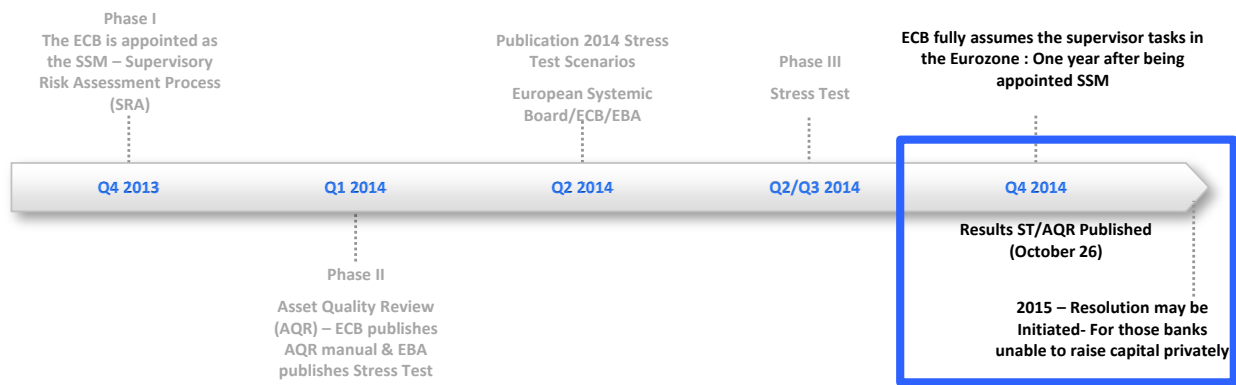 Phase I
The ECB is appointed as
the SSM – Supervisory
Risk Assessment Process
(SRA)
Publication 2014 Stress
Test Scenarios
European Systemic
Board/ECB/EBA
Phase III
Stress Test
ECB fully assumes the supervisor tasks in
the Eurozone : One year after being
appointed SSM
Q4 2013
Q1 2014
Q2 2014
Q2/Q3 2014
Q4 2014
Phase II
Asset Quality Review
(AQR) – ECB publishes
AQR manual & EBA
publishes Stress Test
Results ST/AQR Published
(October 26)
2015 – Resolution may be
Initiated- For those banks
unable to raise capital privately